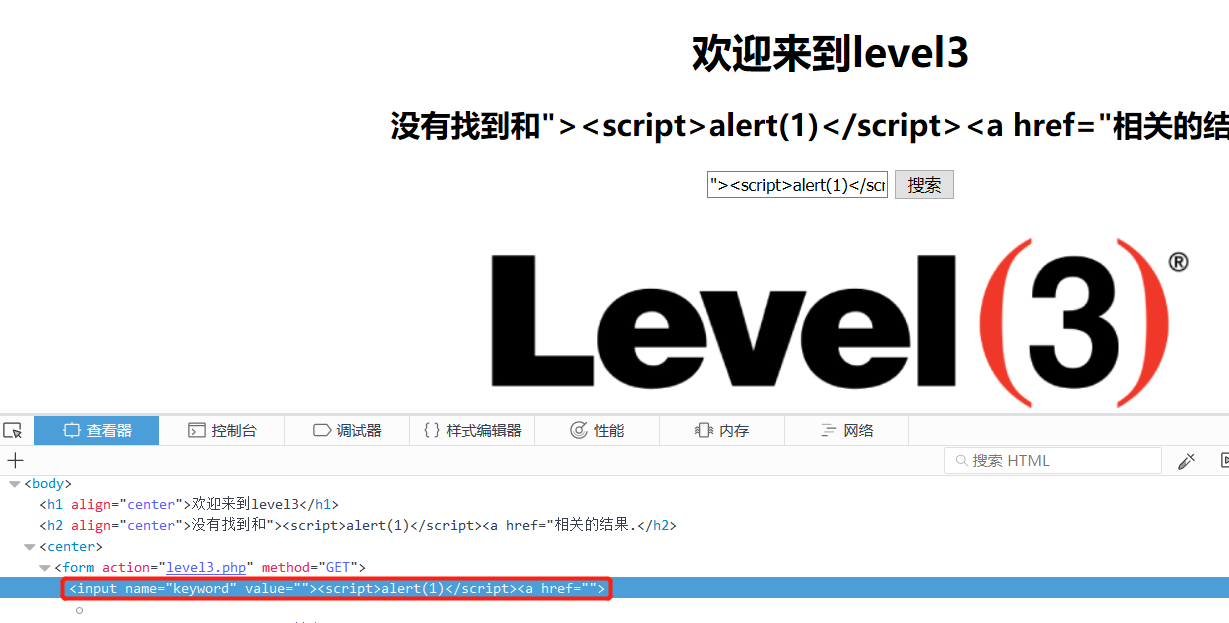 欢迎来到level3
没有找到和"><script>alert(1)</script><a href="相关的结
"><script>alert(1)</scr 搜索
Level(3)®
查看器 控制台 调试器 {} 样式编辑器 性能 内存 网络
+ 搜索 HTML
<body>
<h1 align="center">欢迎来到level3</h1>
<h2 align="center">没有找到和"><script>alert(1)</script><a href="相关的结果.</h2>
<center>
<form action="level3.php" method="GET">
<input name="keyword" value=""><script>alert(1)</script><a href="">